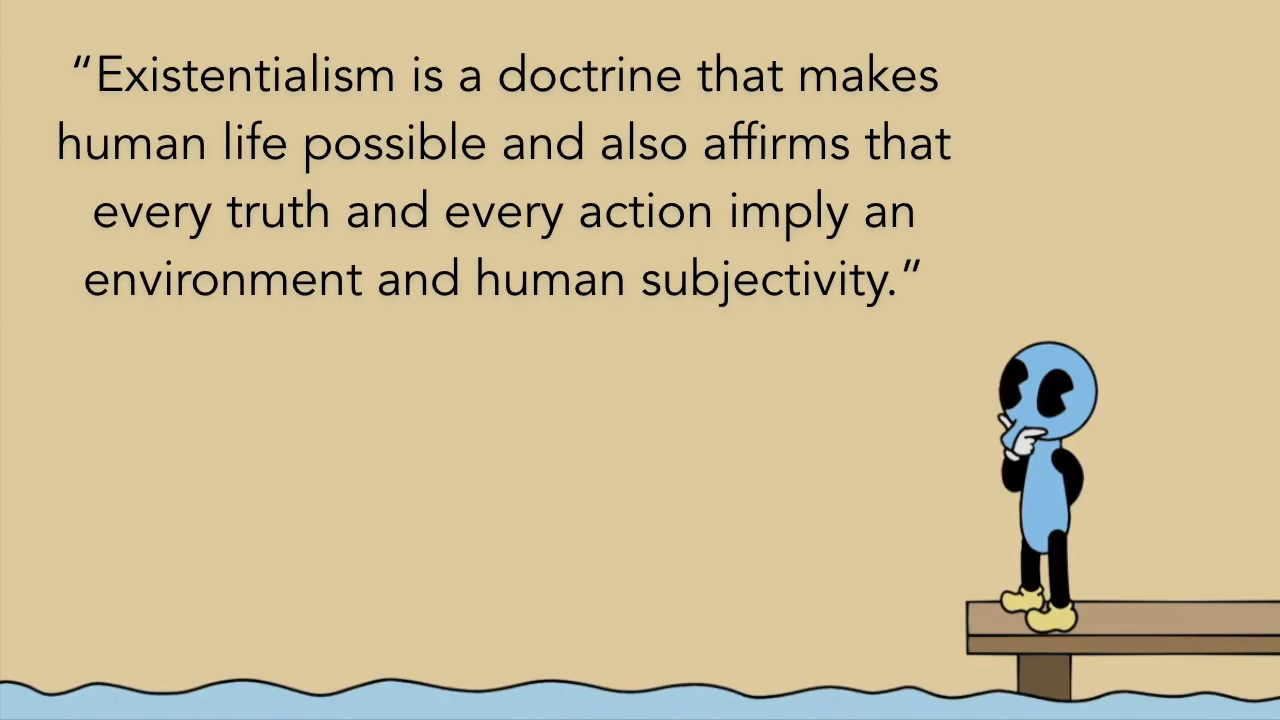 “Existentialism is a doctrine that makes
human life possible and also affirms that
every truth and every action imply an
environment and human subjectivity.”